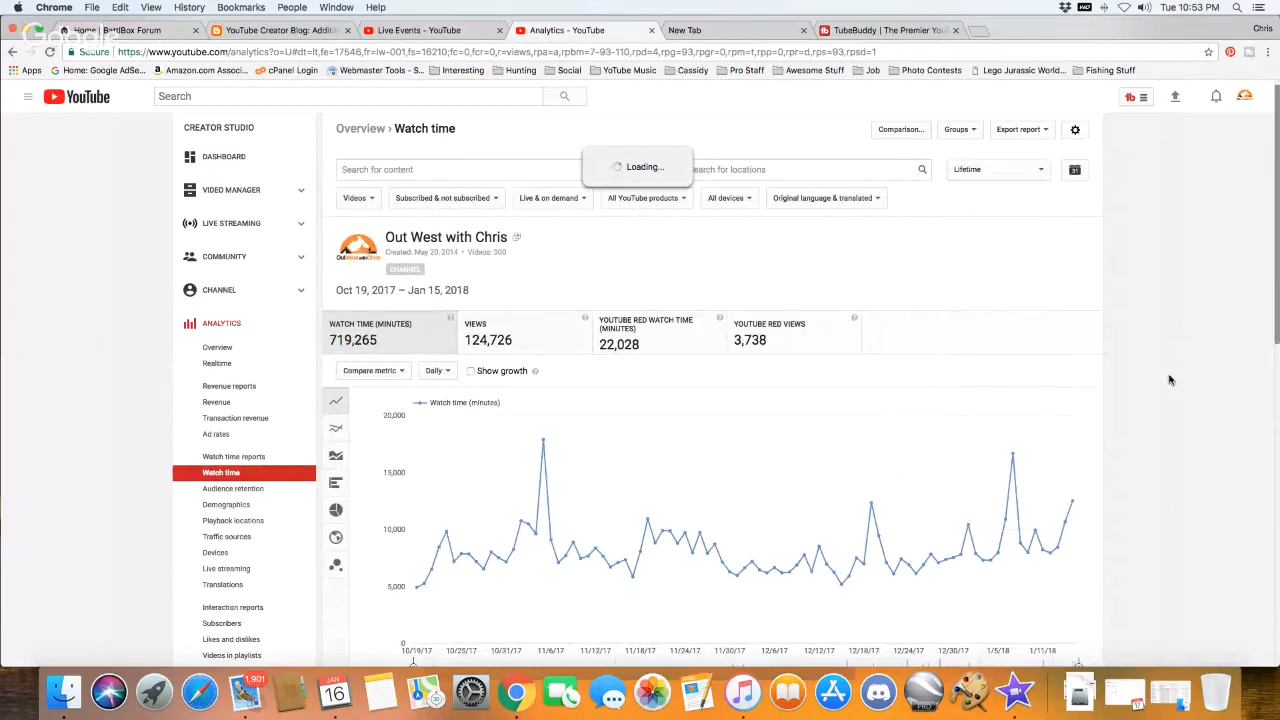 Chrome File Edit View History Bookmarks People Window Help Tue 10:53 PM
Google
Home | BattlBox Forum YouTube Creator Blog: Additio Live Events - YouTube Analytics - YouTube New Tab TubeBuddy | The Premier You Chris
Secure https://www.youtube.com/analytics?o=U#dt=lt,fe=17546,fr=lw-001,fs=16210;fc=0,fcr=0,r=views,rpa=a,rpbm=7-93-110,rpd=4,rpg=93,rpgr=0,rpm=t,rpp=0,rpr=d,rps=93,rpsd=1
Apps Home: Google AdSe... Amazon.com Associ... cPanel Login Webmaster Tools - S... Interesting Hunting Social YoTube Music Cassidy Pro Staff Awesome Stuff Job Photo Contests Lego Jurassic World... Fishing Stuff
YouTube Search tb
CREATOR STUDIO
DASHBOARD
VIDEO MANAGER
LIVE STREAMING
COMMUNITY
CHANNEL
ANALYTICS
Overview
Realtime
Revenue reports
Revenue
Transaction revenue
Ad rates
Watch time reports
Watch time
Audience retention
Demographics
Playback locations
Traffic sources
Devices
Live streaming
Translations
Interaction reports
Subscribers
Likes and dislikes
Videos in playlists
Overview › Watch time Comparison... Groups Export report
Loading...
Search for content earch for locations Lifetime 31
Videos Subscribed & not subscribed Live & on demand All YouTube products All devices Original language & translated
Out West with Chris
Created: May 20, 2014 • Videos: 300
OutWest with Chris
CHANNEL
Oct 19, 2017 – Jan 15, 2018
WATCH TIME (MINUTES) ?
719,265
VIEWS ?
124,726
YOUTUBE RED WATCH TIME (MINUTES) ?
22,028
YOUTUBE RED VIEWS ?
3,738
Compare metric Daily Show growth ?
Watch time (minutes)
20,000
15,000
10,000
5,000
0
10/19/17 10/25/17 10/31/17 11/6/17 11/12/17 11/18/17 11/24/17 11/30/17 12/6/17 12/12/17 12/18/17 12/24/17 12/30/17 1/5/18 1/11/18
1,901
JAN
16
PRO